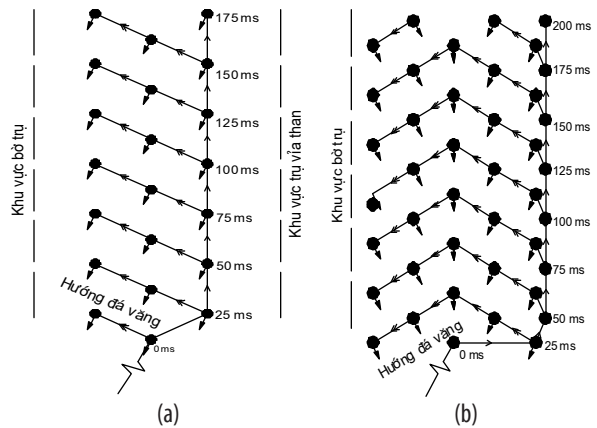 175 ms
150 ms
125 ms
100 ms
75 ms
50 ms
25 ms
0 ms
Khu vực bờ trụ
Khu vực trụ vỉa than
Hướng đá văng
(a)
200 ms
175 ms
150 ms
125 ms
100 ms
75 ms
50 ms
25 ms
0 ms
Khu vực bờ trụ
Hướng đá văng
(b)